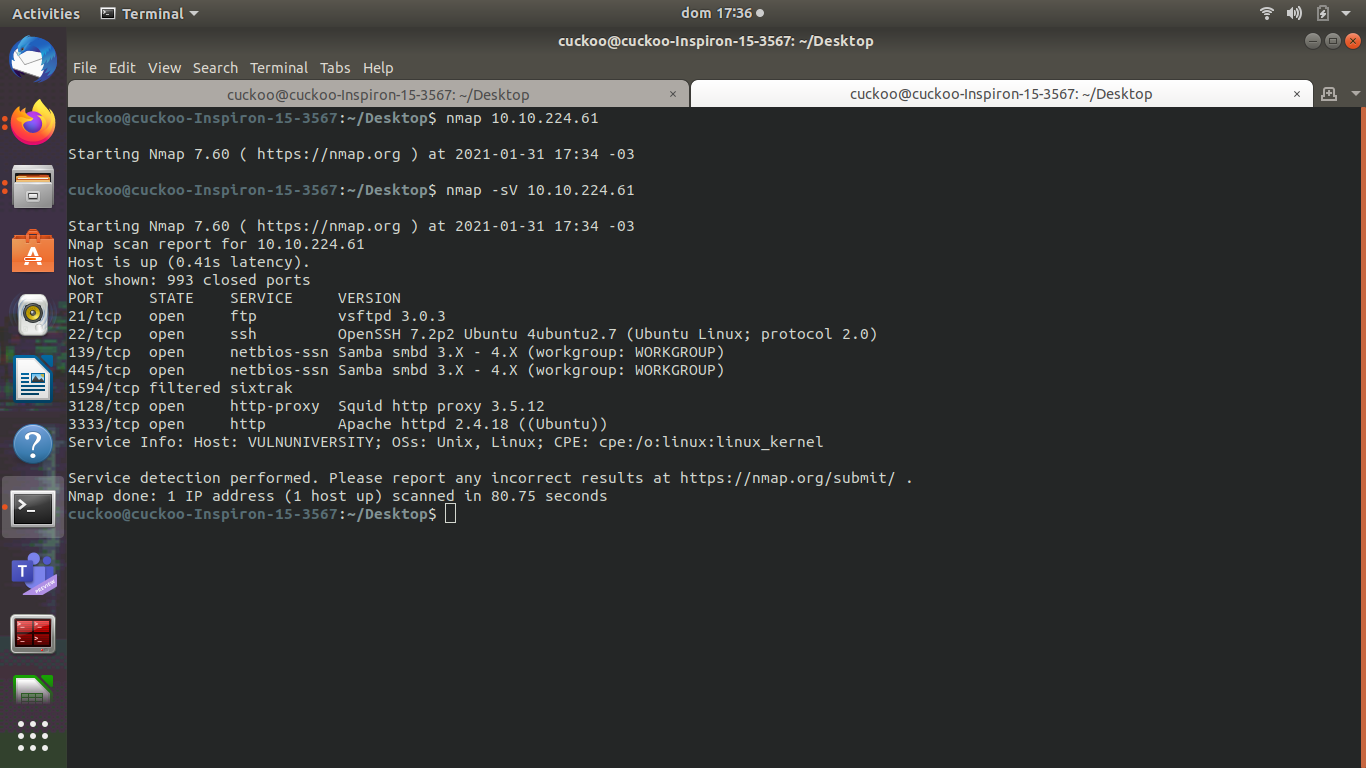 Activities Terminal dom 17:36
cuckoo@cuckoo-Inspiron-15-3567: ~/Desktop
File Edit View Search Terminal Tabs Help
cuckoo@cuckoo-Inspiron-15-3567: ~/Desktop × cuckoo@cuckoo-Inspiron-15-3567: ~/Desktop ×
cuckoo@cuckoo-Inspiron-15-3567:~/Desktop$ nmap 10.10.224.61
Starting Nmap 7.60 ( https://nmap.org ) at 2021-01-31 17:34 -03
cuckoo@cuckoo-Inspiron-15-3567:~/Desktop$ nmap -sV 10.10.224.61
Starting Nmap 7.60 ( https://nmap.org ) at 2021-01-31 17:34 -03
Nmap scan report for 10.10.224.61
Host is up (0.41s latency).
Not shown: 993 closed ports
PORT     STATE    SERVICE     VERSION
21/tcp   open     ftp         vsftpd 3.0.3
22/tcp   open     ssh         OpenSSH 7.2p2 Ubuntu 4ubuntu2.7 (Ubuntu Linux; protocol 2.0)
139/tcp  open     netbios-ssn Samba smbd 3.X - 4.X (workgroup: WORKGROUP)
445/tcp  open     netbios-ssn Samba smbd 3.X - 4.X (workgroup: WORKGROUP)
1594/tcp filtered sixtrak
3128/tcp open     http-proxy  Squid http proxy 3.5.12
3333/tcp open     http        Apache httpd 2.4.18 ((Ubuntu))
Service Info: Host: VULNUNIVERSITY; OSs: Unix, Linux; CPE: cpe:/o:linux:linux_kernel
Service detection performed. Please report any incorrect results at https://nmap.org/submit/ .
Nmap done: 1 IP address (1 host up) scanned in 80.75 seconds
cuckoo@cuckoo-Inspiron-15-3567:~/Desktop$
T
PREVIEW